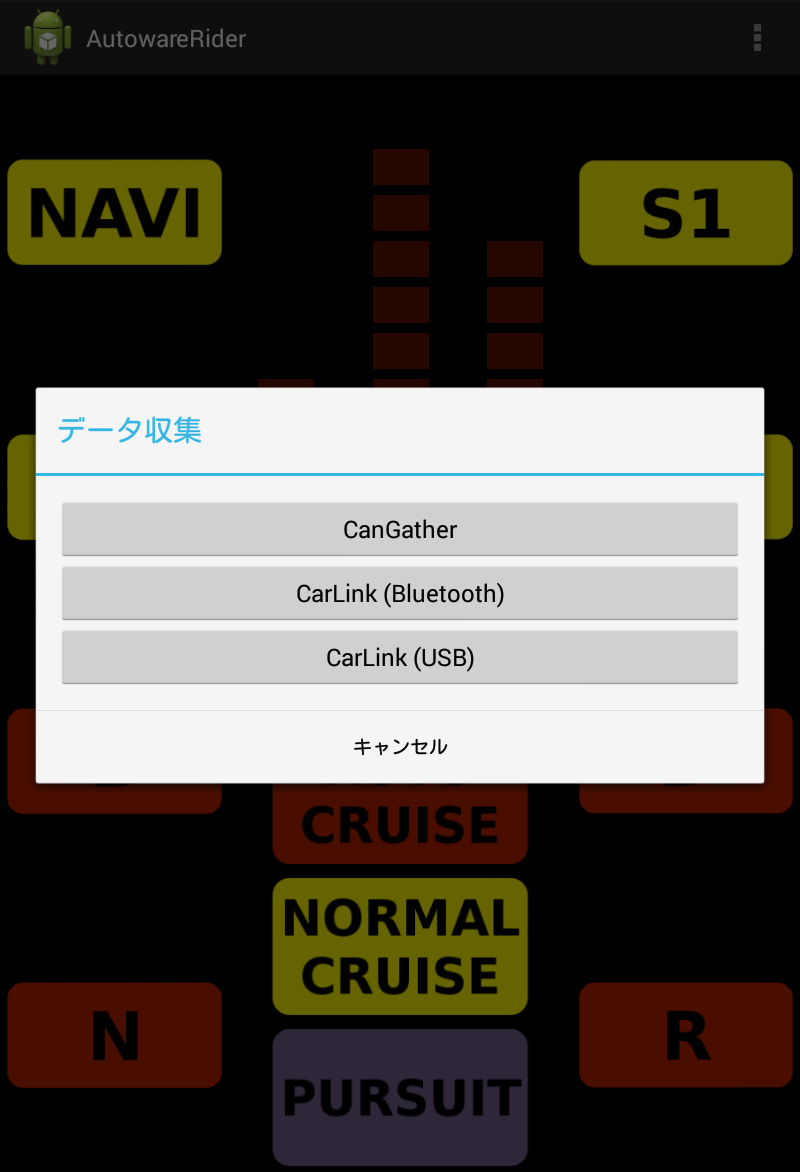 AutowareRider
NAVI
S1
データ収集
CanGather
CarLink (Bluetooth)
CarLink (USB)
キャンセル
CRUISE
NORMAL
CRUISE
N
R
PURSUIT